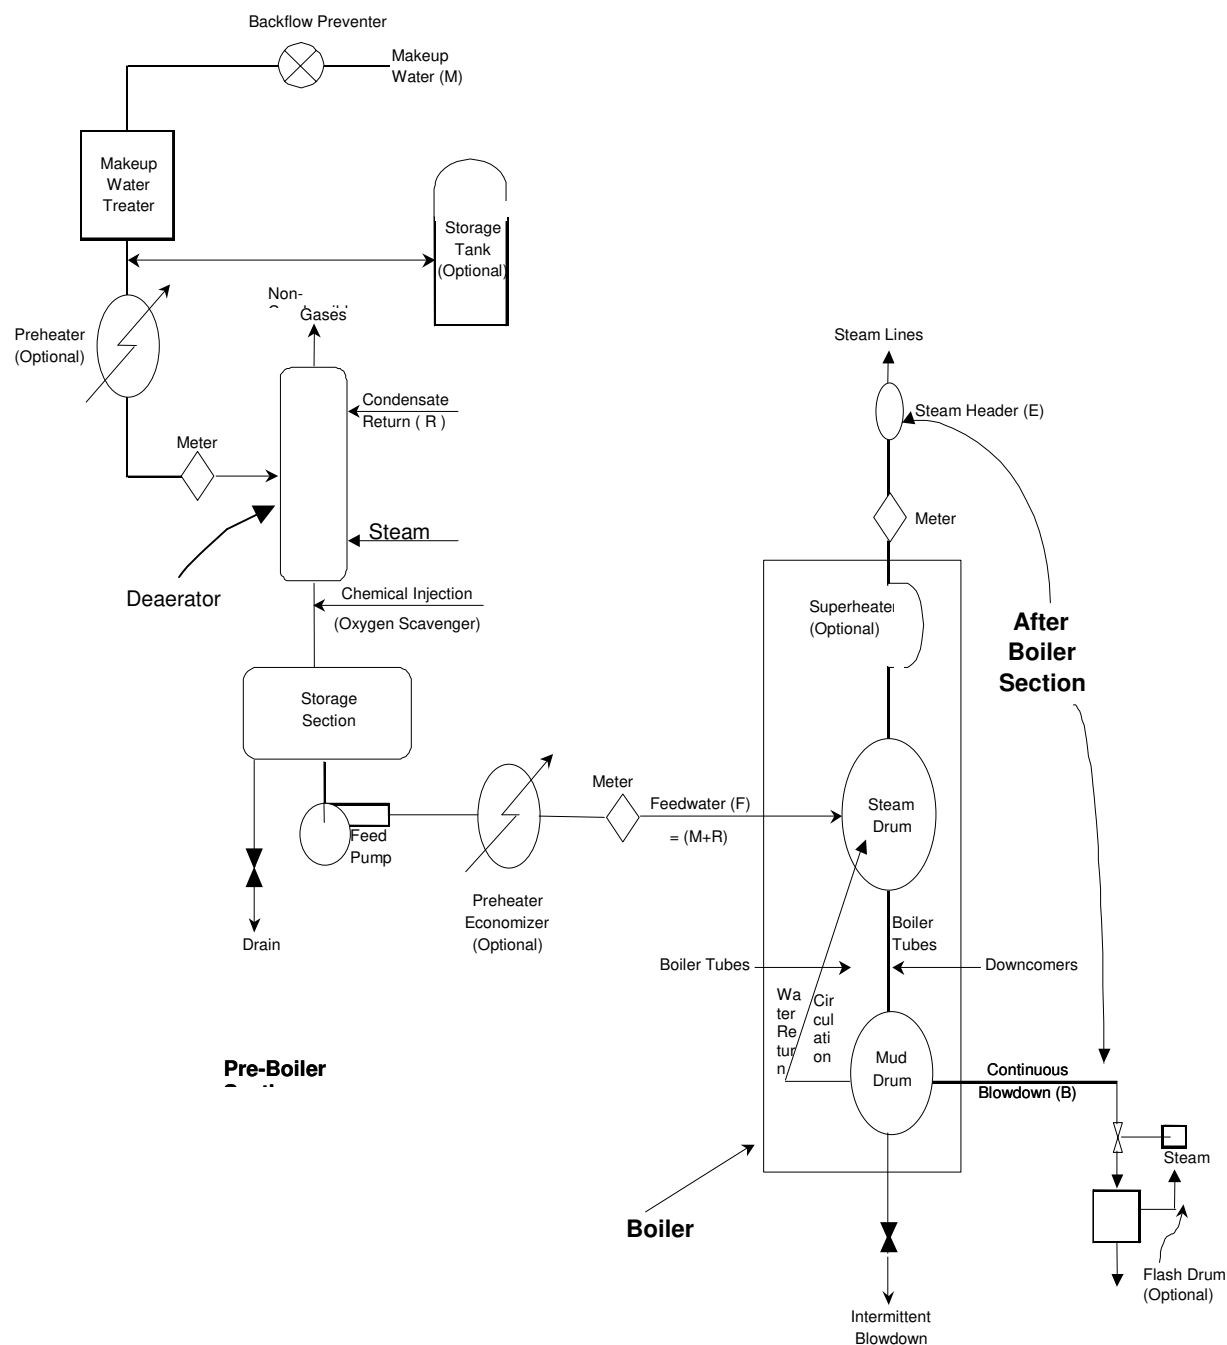 Backflow Preventer
Makeup
Water (M)
Makeup
Water
Treater
Storage
Tank
(Optional)
Non-
Gases
Preheater
(Optional)
Condensate
Return ( R )
Meter
Steam
Deaerator
Chemical Injection
(Oxygen Scavenger)
Storage
Section
Feed
Pump
Drain
Preheater
Economizer
(Optional)
Meter
Feedwater (F)
= (M+R)
Steam Lines
Steam Header (E)
Meter
Superheater
(Optional)
After
Boiler
Section
Steam
Drum
Boiler
Tubes
Boiler Tubes
Downcomers
Wa
ter
Re
tur
n
Cir
cul
ati
on
Mud
Drum
Continuous
Blowdown (B)
Pre-Boiler
Steam
Boiler
Flash Drum
(Optional)
Intermittent
Blowdown